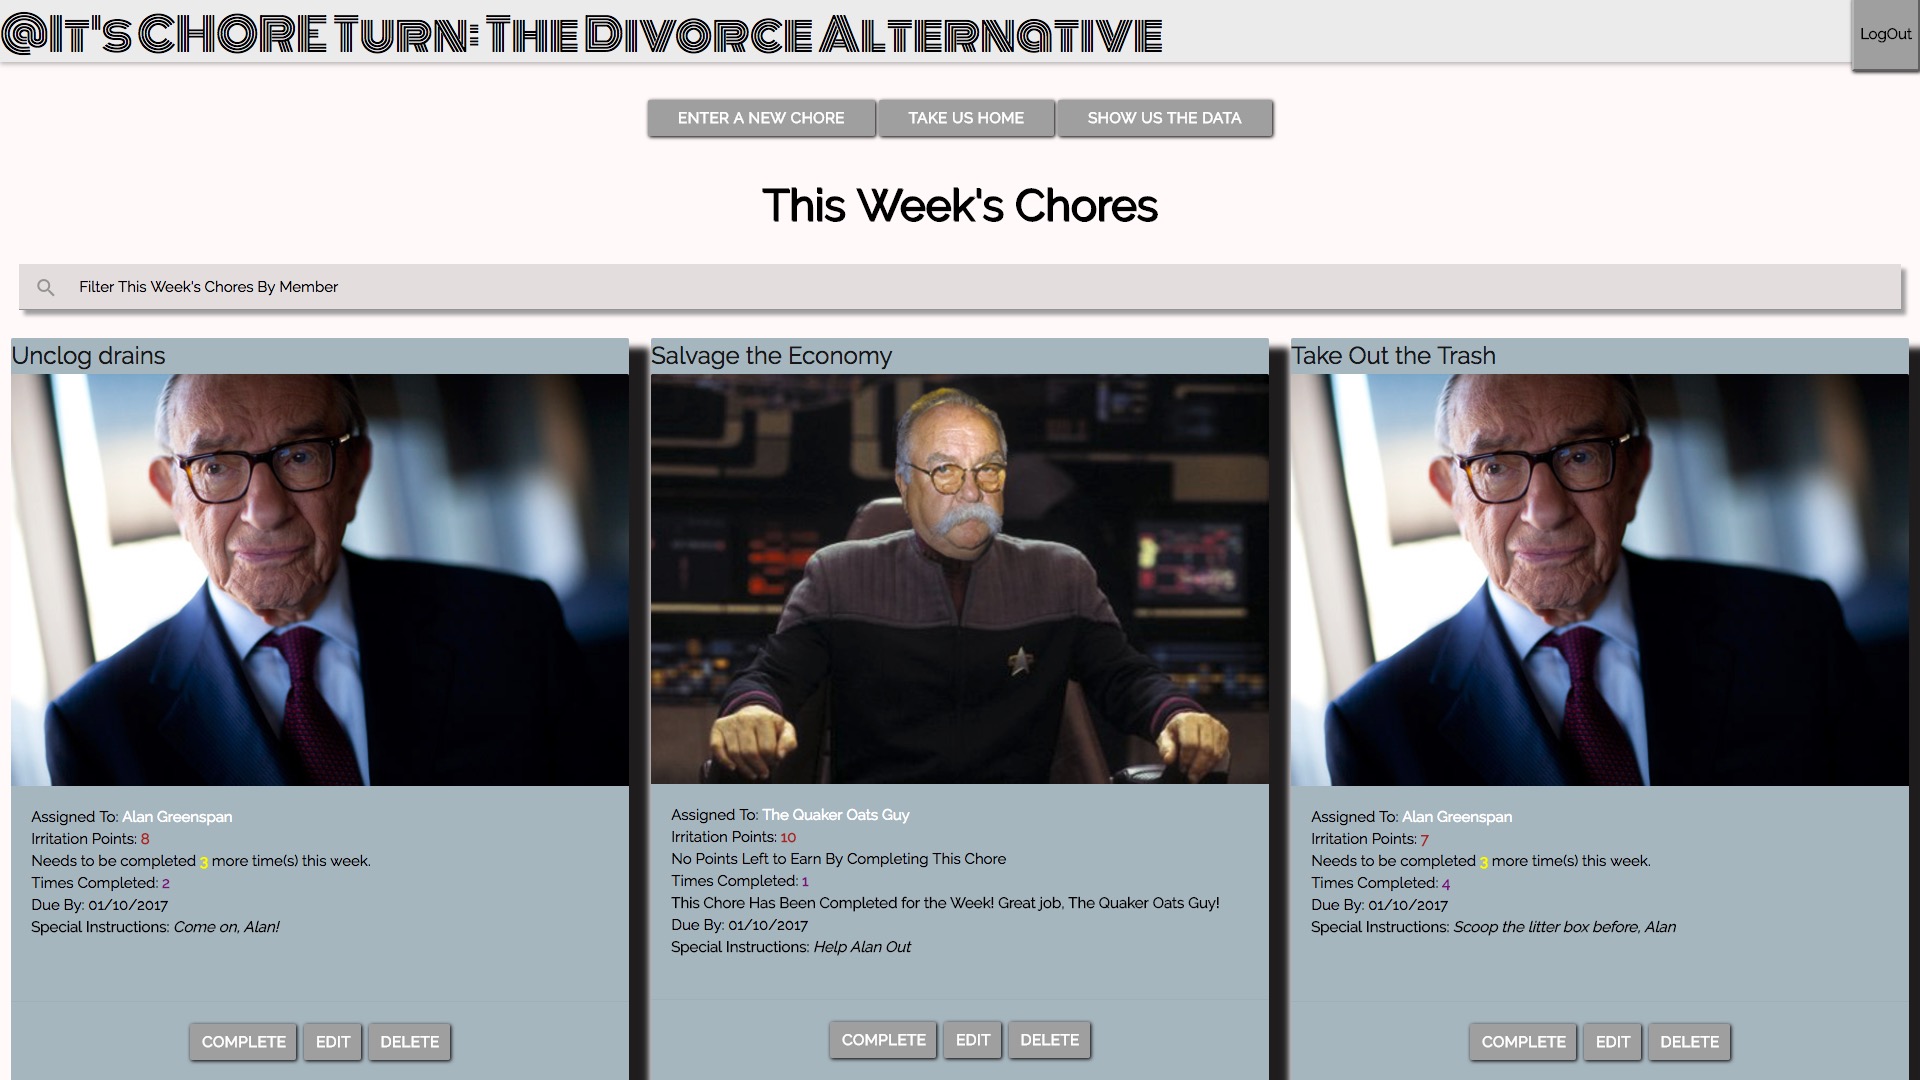 @It's CHORE Turn: The Divorce Alternative
LogOut
ENTER A NEW CHORE
TAKE US HOME
SHOW US THE DATA
This Week's Chores
Filter This Week's Chores By Member
Unclog drains
Assigned To: Alan Greenspan
Irritation Points: 8
Needs to be completed 3 more time(s) this week.
Times Completed: 2
Due By: 01/10/2017
Special Instructions: Come on, Alan!
COMPLETE
EDIT
DELETE
Salvage the Economy
Assigned To: The Quaker Oats Guy
Irritation Points: 10
No Points Left to Earn By Completing This Chore
Times Completed: 1
This Chore Has Been Completed for the Week! Great job, The Quaker Oats Guy!
Due By: 01/10/2017
Special Instructions: Help Alan Out
COMPLETE
EDIT
DELETE
Take Out the Trash
Assigned To: Alan Greenspan
Irritation Points: 7
Needs to be completed 3 more time(s) this week.
Times Completed: 4
Due By: 01/10/2017
Special Instructions: Scoop the litter box before, Alan
COMPLETE
EDIT
DELETE